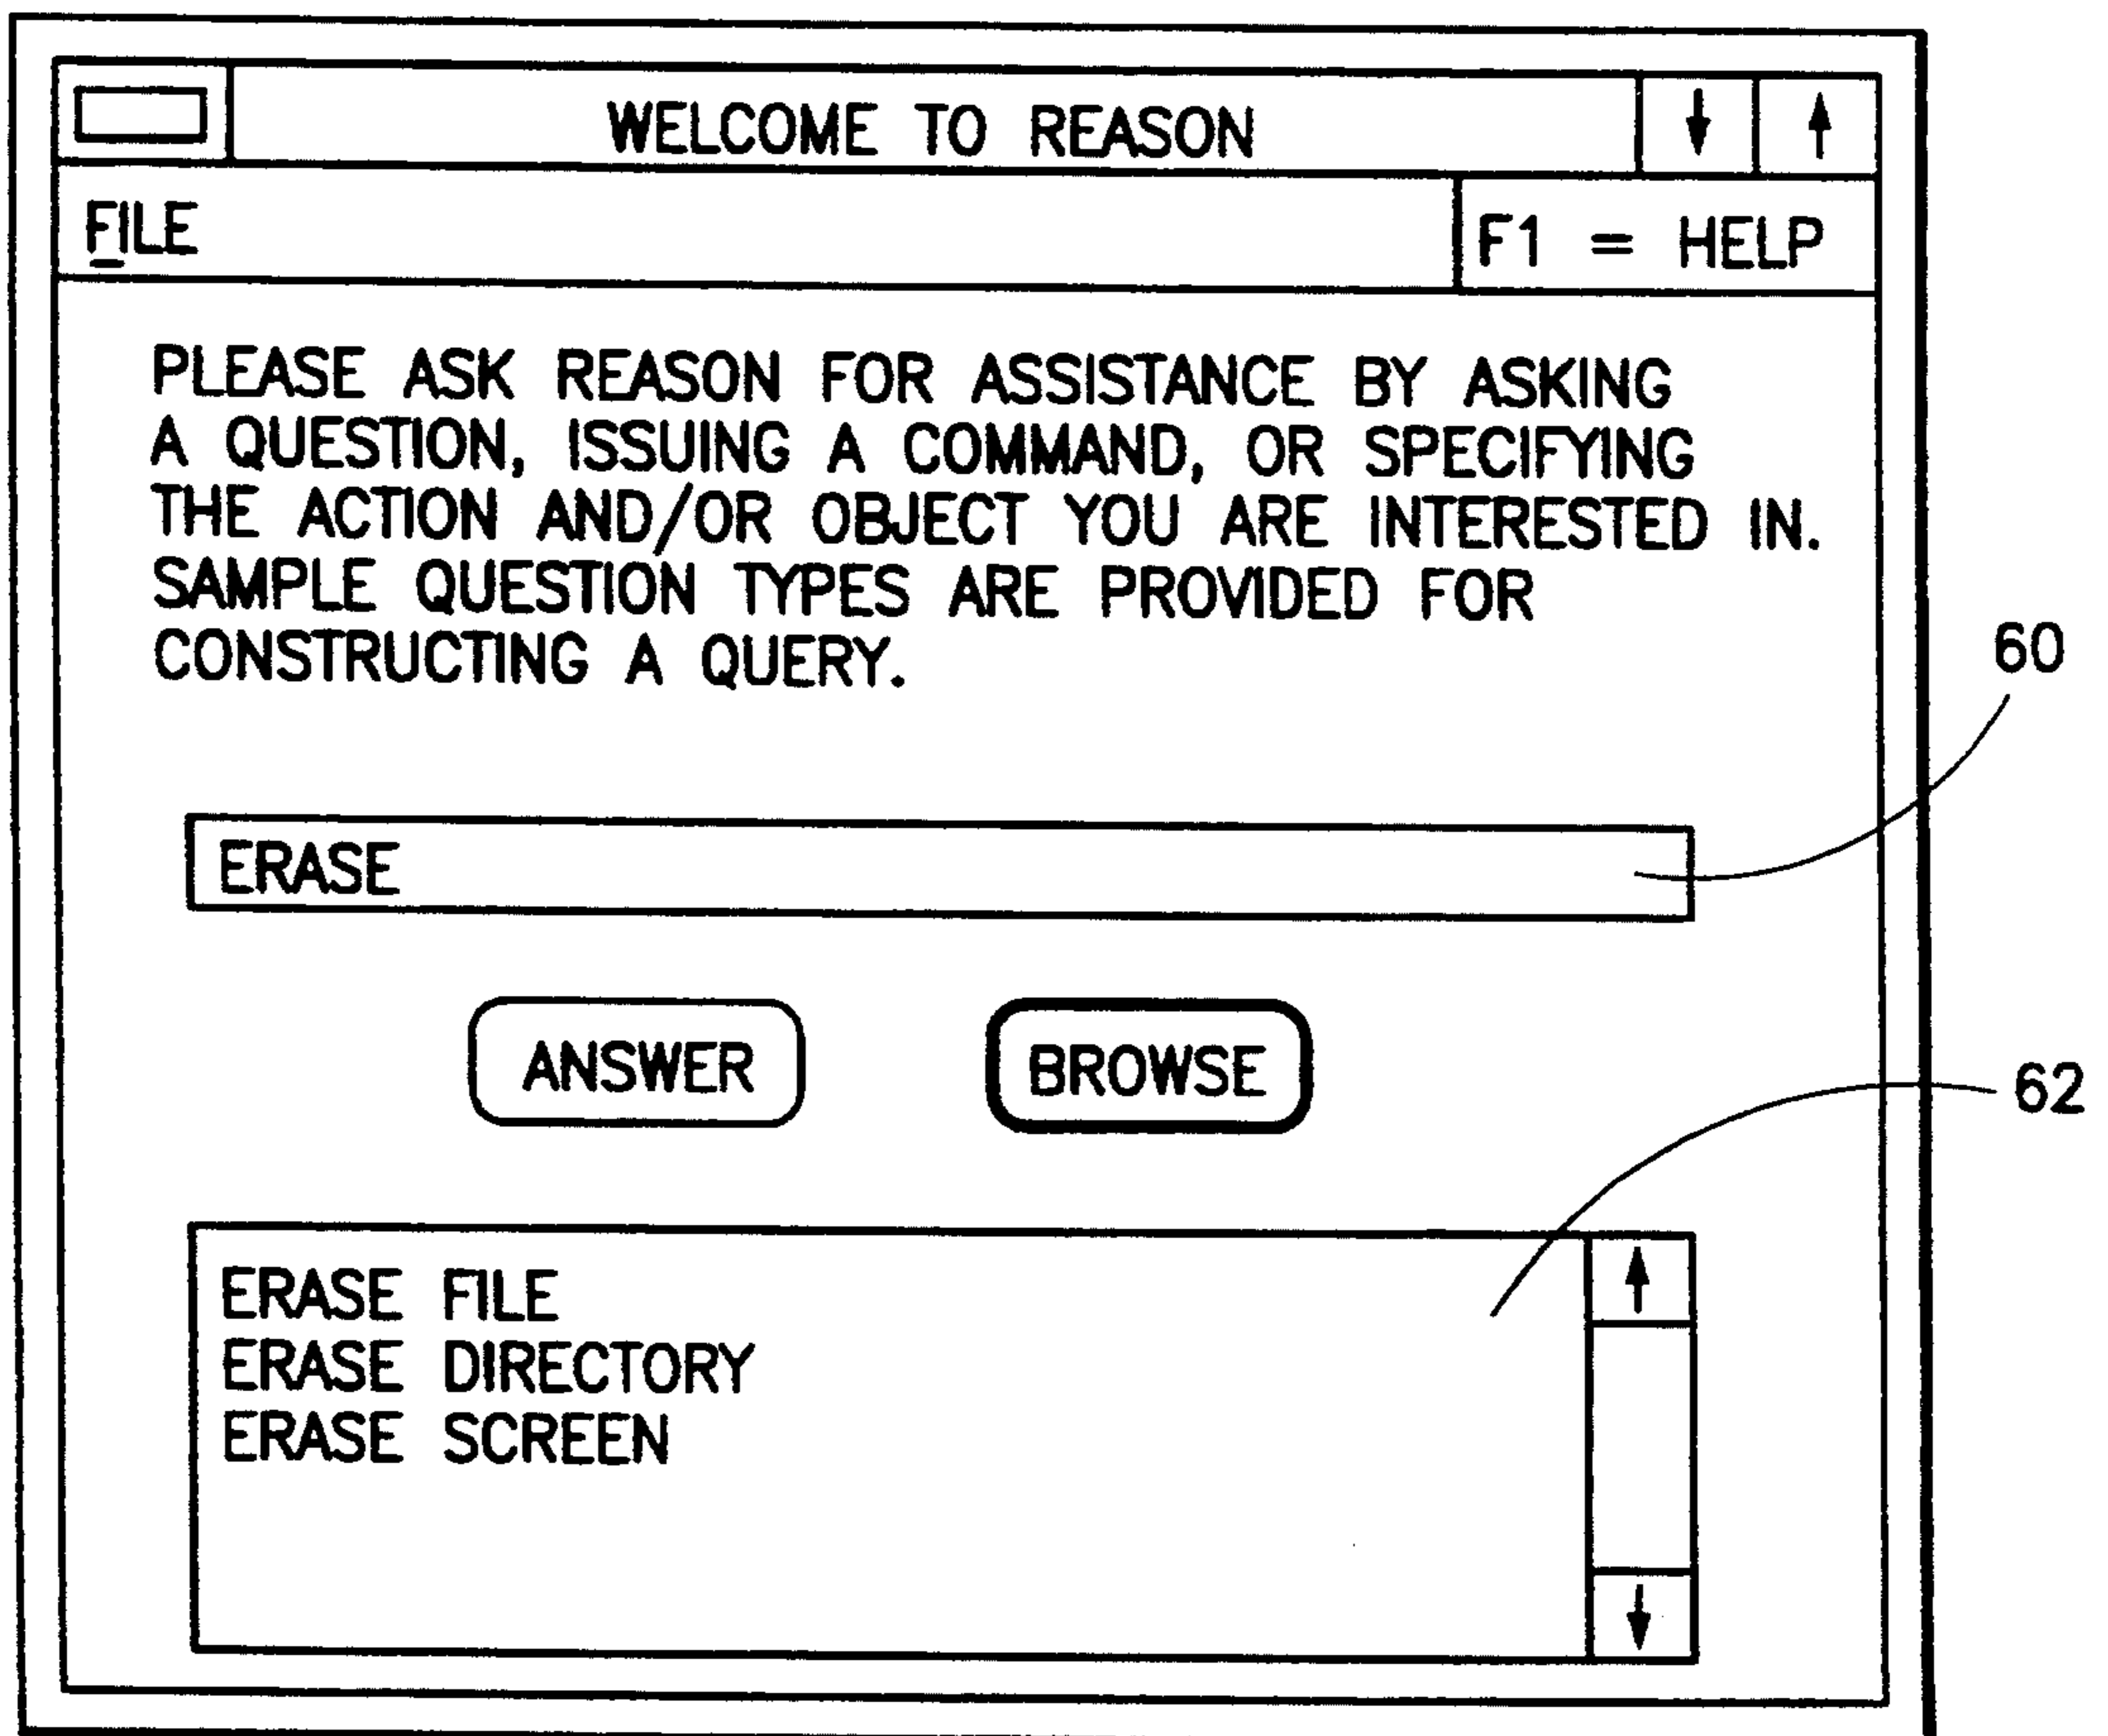 WELCOME TO REASON
FILE
F1 = HELP
PLEASE ASK REASON FOR ASSISTANCE BY ASKING
A QUESTION, ISSUING A COMMAND, OR SPECIFYING
THE ACTION AND/OR OBJECT YOU ARE INTERESTED IN.
SAMPLE QUESTION TYPES ARE PROVIDED FOR
CONSTRUCTING A QUERY.
60
ERASE
ANSWER
BROWSE
62
ERASE FILE
ERASE DIRECTORY
ERASE SCREEN